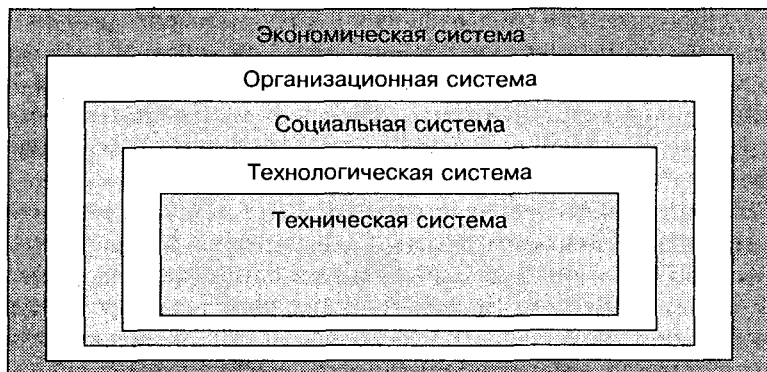 Экономическая система
Организационная система
Социальная система
Технологическая система
Техническая система